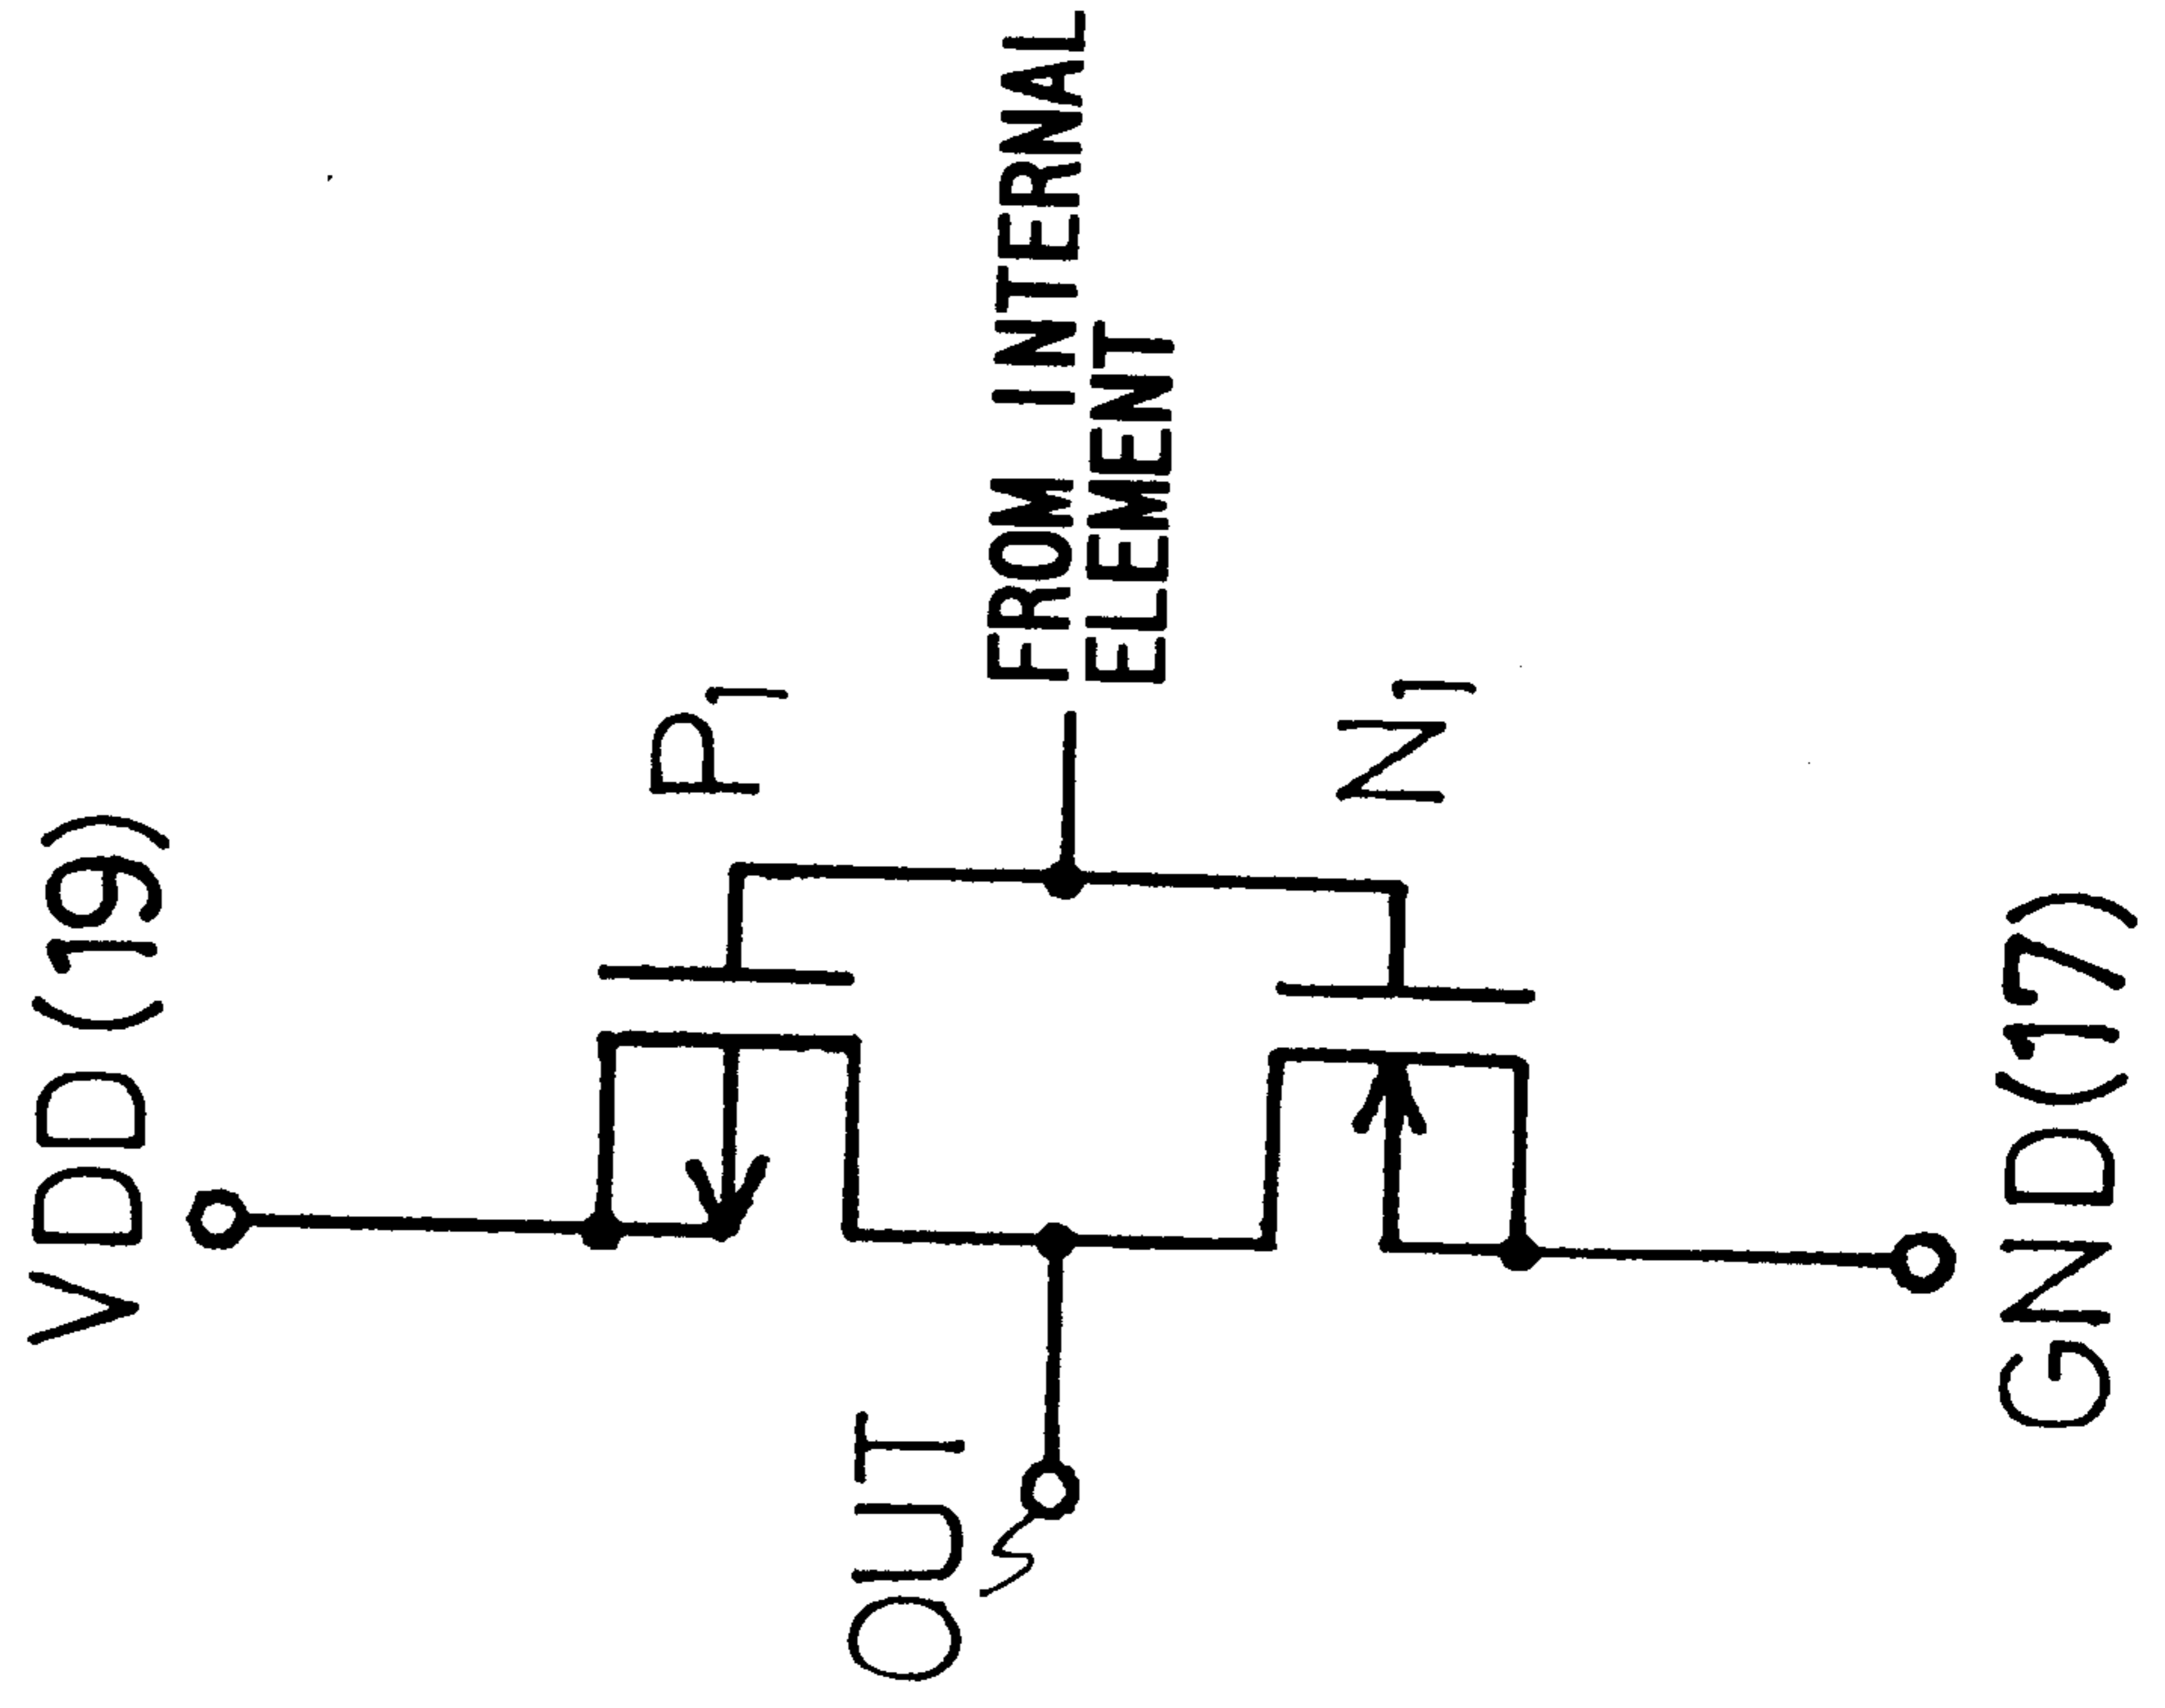 VDD(19)
P1
FROM INTERNAL
ELEMENT
OUT
N1
GND(17)